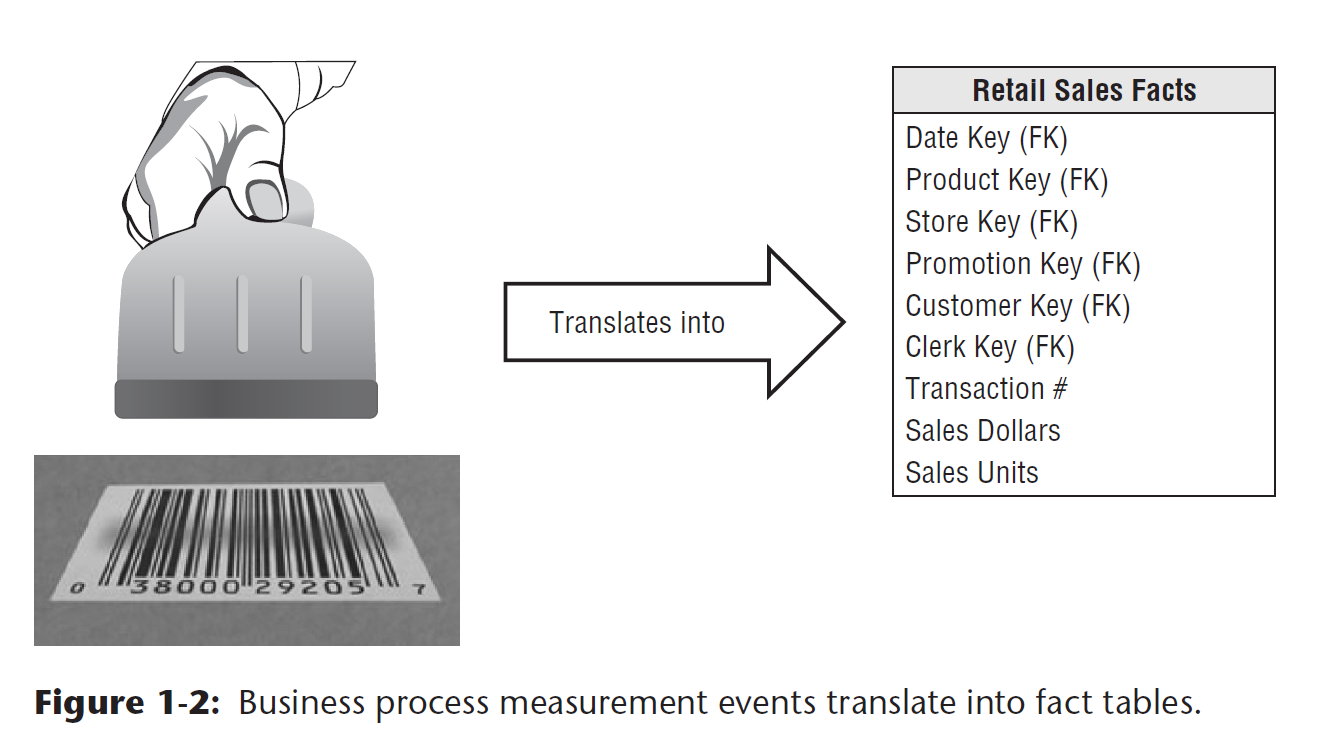 Retail Sales Facts
Date Key (FK)
Product Key (FK)
Store Key (FK)
Promotion Key (FK)
Customer Key (FK)
Clerk Key (FK)
Transaction #
Sales Dollars
Sales Units
Translates into
0 38000 29205 7
Figure 1-2: Business process measurement events translate into fact tables.